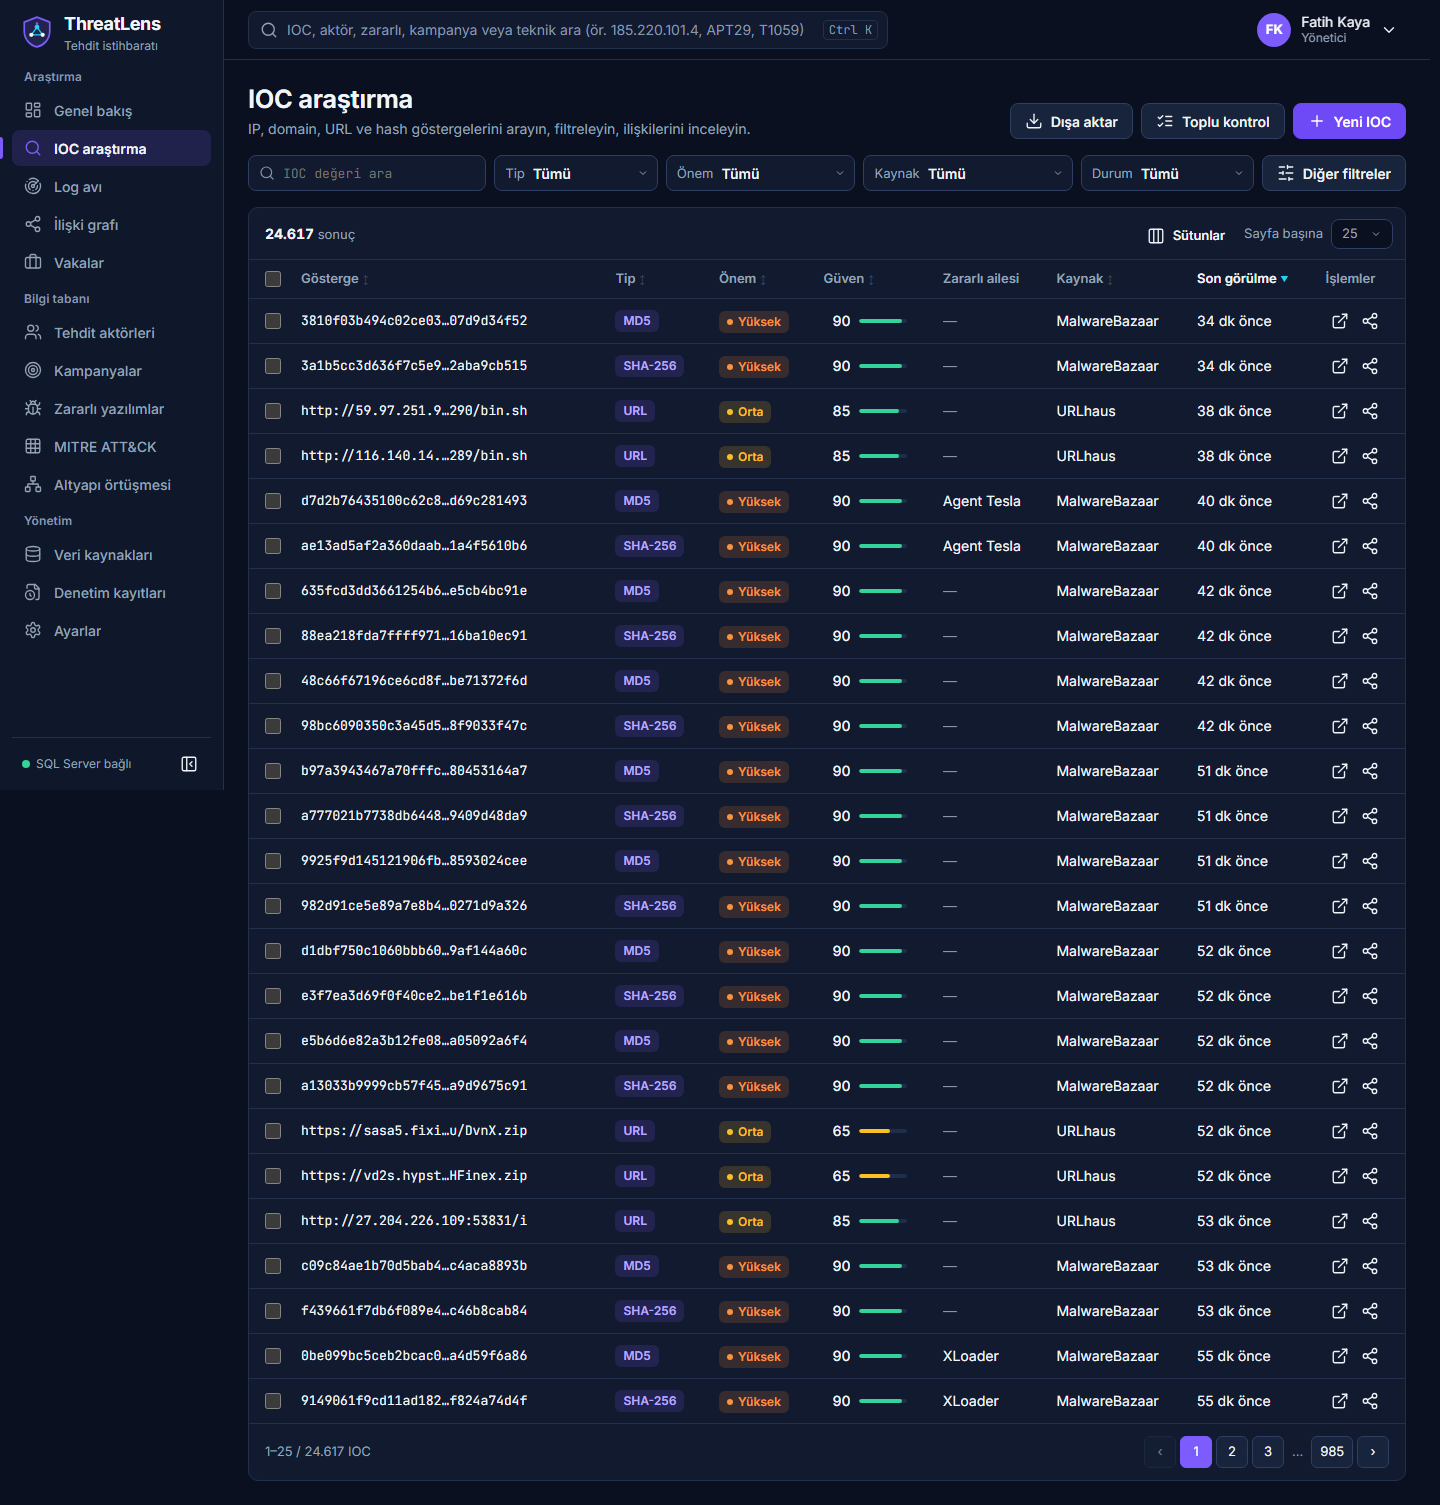 ThreatLens
Tehdit istihbaratı
IOC, aktör, zararlı, kampanya veya teknik ara (ör. 185.220.101.4, APT29, T1059)
Ctrl K
FK
Fatih Kaya
Yönetici
Araştırma
Genel bakış
IOC araştırma
Log avı
İlişki grafı
Vakalar
Bilgi tabanı
Tehdit aktörleri
Kampanyalar
Zararlı yazılımlar
MITRE ATT&CK
Altyapı örtüşmesi
Yönetim
Veri kaynakları
Denetim kayıtları
Ayarlar
SQL Server bağlı
IOC araştırma
IP, domain, URL ve hash göstergelerini arayın, filtreleyin, ilişkilerini inceleyin.
Dışa aktar
Toplu kontrol
Yeni IOC
IOC değeri ara
Tip Tümü
Önem Tümü
Kaynak Tümü
Durum Tümü
Diğer filtreler
24.617 sonuç
Sütunlar
Sayfa başına 25
Gösterge Tip Önem Güven Zararlı ailesi Kaynak Son görülme İşlemler
3810f03b494c02ce03…07d9d34f52 MD5 Yüksek 90 — MalwareBazaar 34 dk önce
3a1b5cc3d636f7c5e9…2aba9cb515 SHA-256 Yüksek 90 — MalwareBazaar 34 dk önce
http://59.97.251.9…290/bin.sh URL Orta 85 — URLhaus 38 dk önce
http://116.140.14.…289/bin.sh URL Orta 85 — URLhaus 38 dk önce
d7d2b76435100c62c8…d69c281493 MD5 Yüksek 90 Agent Tesla MalwareBazaar 40 dk önce
ae13ad5af2a360daab…1a4f5610b6 SHA-256 Yüksek 90 Agent Tesla MalwareBazaar 40 dk önce
635fcd3dd3661254b6…e5cb4bc91e MD5 Yüksek 90 — MalwareBazaar 42 dk önce
88ea218fda7ffff971…16ba10ec91 SHA-256 Yüksek 90 — MalwareBazaar 42 dk önce
48c66f67196ce6cd8f…be71372f6d MD5 Yüksek 90 — MalwareBazaar 42 dk önce
98bc6090350c3a45d5…8f9033f47c SHA-256 Yüksek 90 — MalwareBazaar 42 dk önce
b97a3943467a70fffc…80453164a7 MD5 Yüksek 90 — MalwareBazaar 51 dk önce
a777021b7738db6448…9409d48da9 SHA-256 Yüksek 90 — MalwareBazaar 51 dk önce
9925f9d145121906fb…8593024cee MD5 Yüksek 90 — MalwareBazaar 51 dk önce
982d91ce5e89a7e8b4…0271d9a326 SHA-256 Yüksek 90 — MalwareBazaar 51 dk önce
d1dbf750c1060bbb60…9af144a60c MD5 Yüksek 90 — MalwareBazaar 52 dk önce
e3f7ea3d69f0f40ce2…be1f1e616b SHA-256 Yüksek 90 — MalwareBazaar 52 dk önce
e5b6d6e82a3b12fe08…a05092a6f4 MD5 Yüksek 90 — MalwareBazaar 52 dk önce
a13033b9999cb57f45…a9d9675c91 SHA-256 Yüksek 90 — MalwareBazaar 52 dk önce
https://sasa5.fixi…u/DvnX.zip URL Orta 65 — URLhaus 52 dk önce
https://vd2s.hypst…HFinex.zip URL Orta 65 — URLhaus 52 dk önce
http://27.204.226.109:53831/i URL Orta 85 — URLhaus 53 dk önce
c09c84ae1b70d5bab4…c4aca8893b MD5 Yüksek 90 — MalwareBazaar 53 dk önce
f439661f7db6f089e4…c46b8cab84 SHA-256 Yüksek 90 — MalwareBazaar 53 dk önce
0be099bc5ceb2bcac0…a4d59f6a86 MD5 Yüksek 90 XLoader MalwareBazaar 55 dk önce
9149061f9cd11ad182…f824a74d4f SHA-256 Yüksek 90 XLoader MalwareBazaar 55 dk önce
1–25 / 24.617 IOC
‹ 1 2 3 … 985 ›